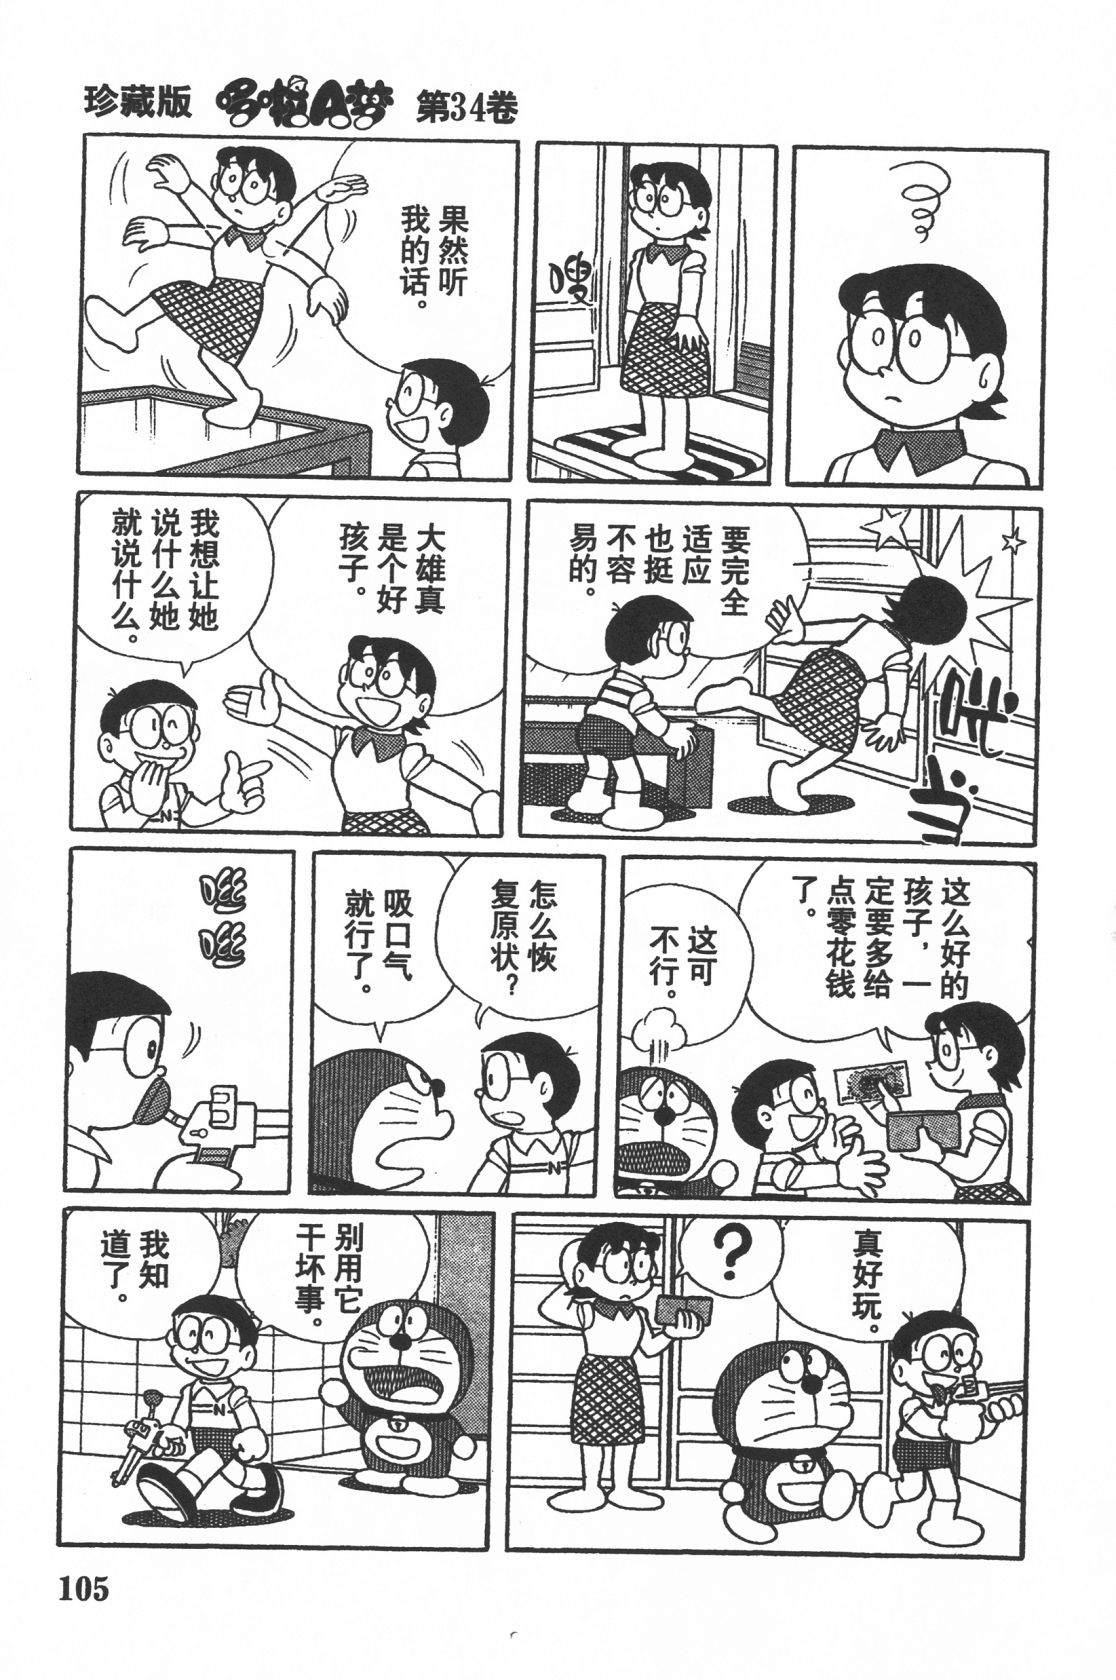 珍藏版 哆啦A梦 第34卷
嗖
果然听
我的话。
要完全
适应
也挺
不容
易的。
咣
当
大雄真
是个好
孩子。
我想让她
说什么她
就说什么。
这么好的
孩子，一
定要多给
点零花钱
了。
这可
不行。
怎么恢
复原状？
吸口气
就行了。
咝
咝
真好玩。
？
别用它
干坏事。
我知
道了。
105